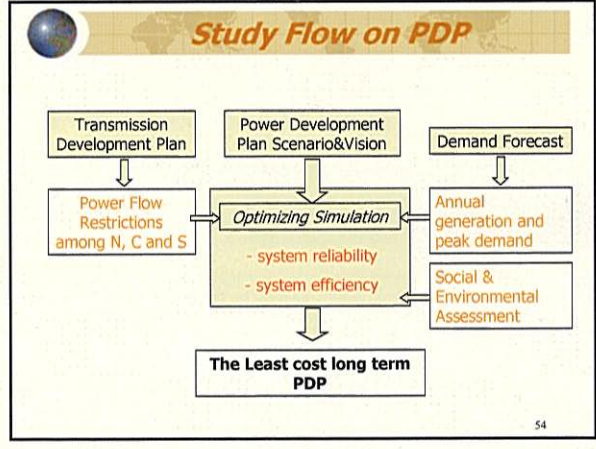 Study Flow on PDP
Transmission
Development Plan
Power Development
Plan Scenario&Vision
Demand Forecast
Power Flow
Restrictions
among N, C and S
Optimizing Simulation
- system reliability
- system efficiency
Annual
generation and
peak demand
Social &
Environmental
Assessment
The Least cost long term
PDP
54